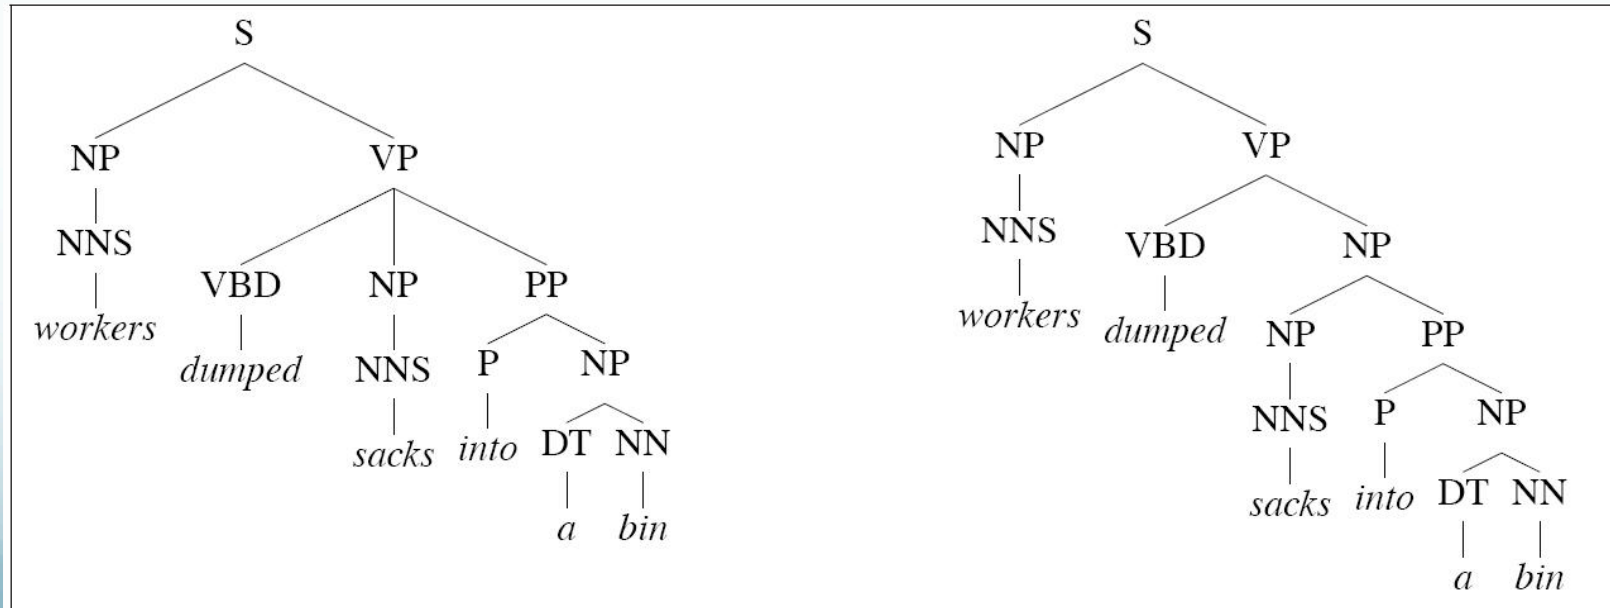 S
NP VP
NNS
VBD NP PP
workers
dumped
NNS
P NP
sacks
into
DT NN
a bin
S
NP VP
NNS
VBD NP
workers
dumped
NP PP
NNS
P NP
sacks
into
DT NN
a bin